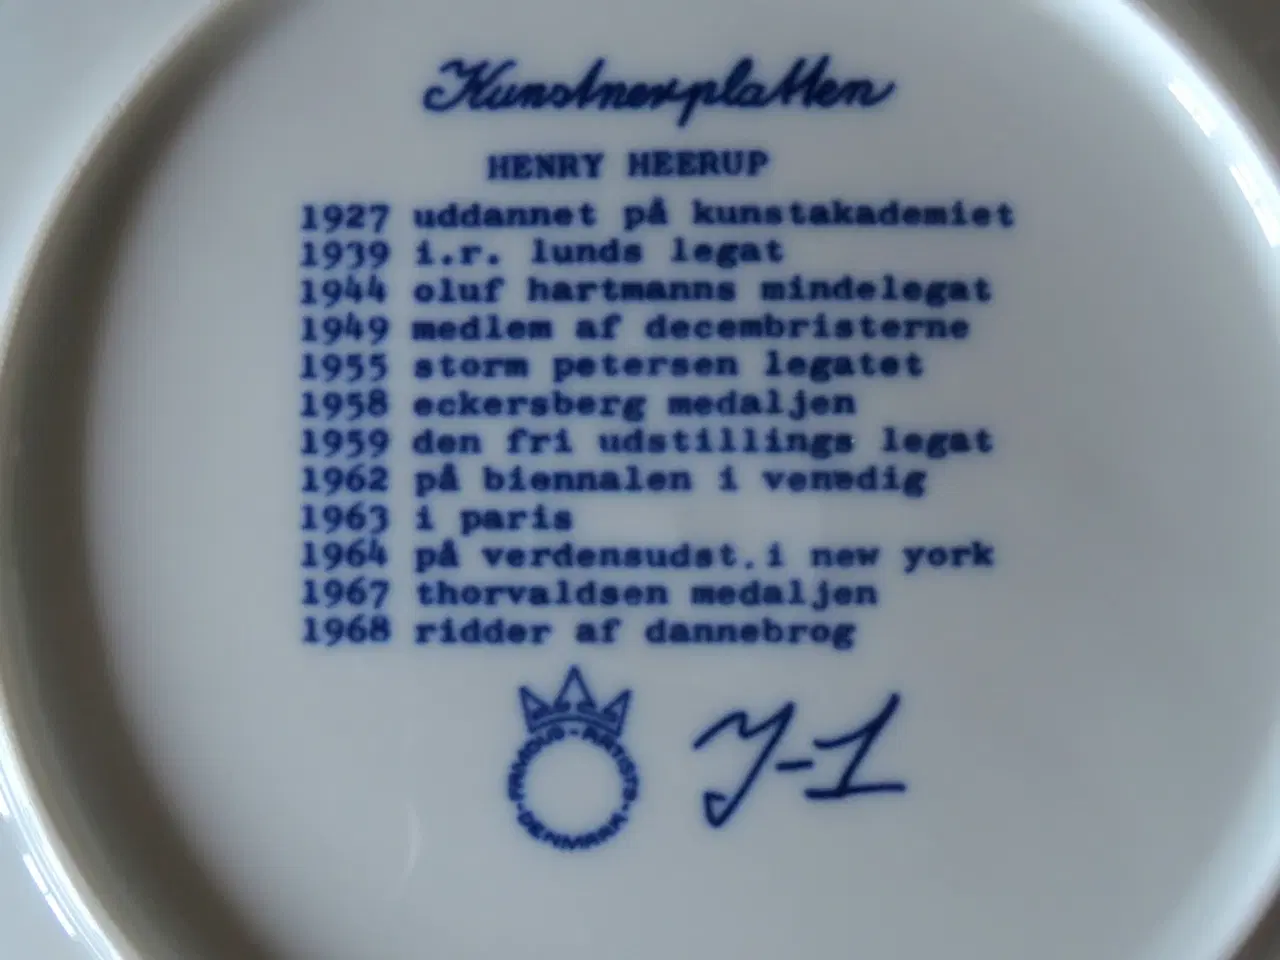 Kunstnerplatten
HENRY HEERUP
1927 uddannet på kunstakademiet
1939 i.r. lunds legat
1944 oluf hartmanns mindelegat
1949 medlem af decembristerne
1955 storm petersen legatet
1958 eckersberg medaljen
1959 den fri udstillings legat
1962 på biennalen i venedig
1963 i paris
1964 på verdensudst.i new york
1967 thorvaldsen medaljen
1968 ridder af dannebrog
FAMOUS-ARTISTS-DENMARK-
J-1